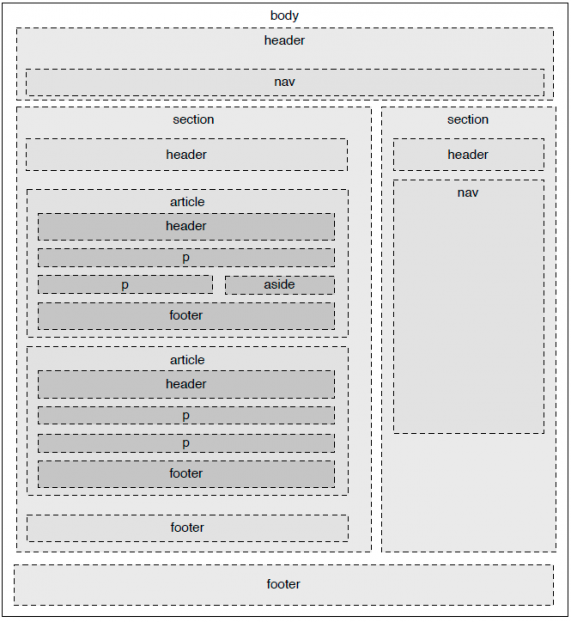 body
header
nav
section
header
article
header
p
p
aside
footer
article
header
p
p
footer
footer
section
header
nav
footer